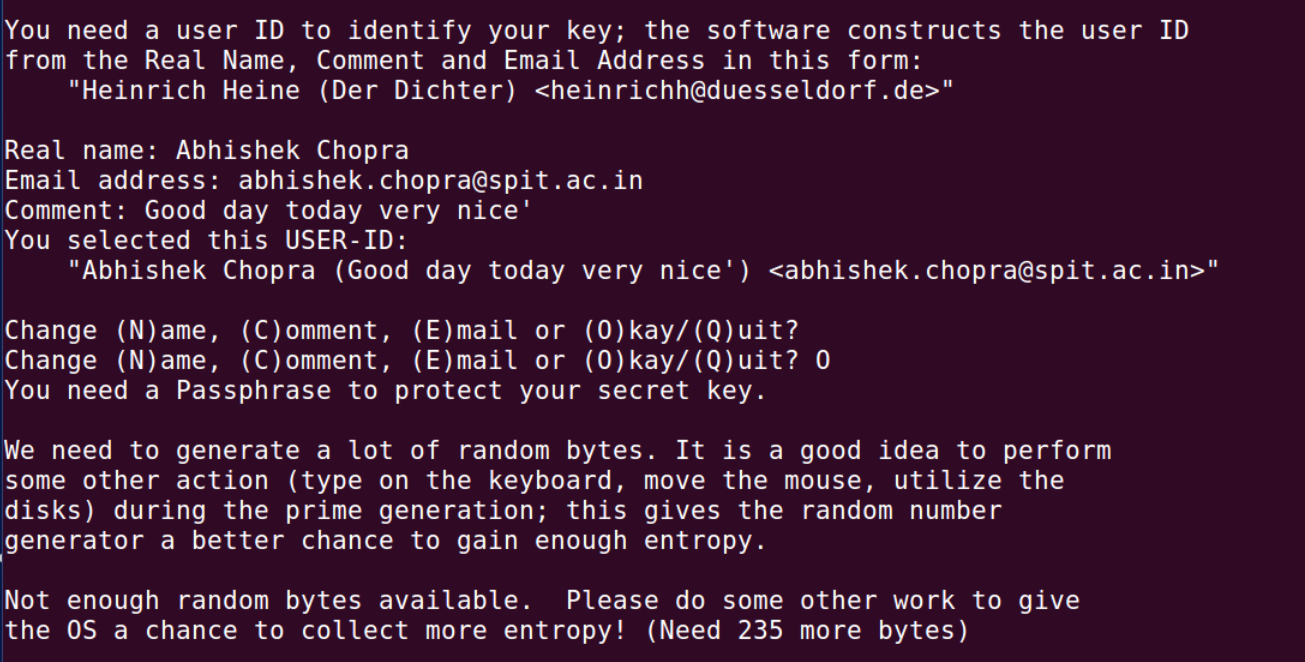 You need a user ID to identify your key; the software constructs the user ID
from the Real Name, Comment and Email Address in this form:
    "Heinrich Heine (Der Dichter) <heinrichh@duesseldorf.de>"

Real name: Abhishek Chopra
Email address: abhishek.chopra@spit.ac.in
Comment: Good day today very nice'
You selected this USER-ID:
    "Abhishek Chopra (Good day today very nice') <abhishek.chopra@spit.ac.in>"

Change (N)ame, (C)omment, (E)mail or (O)kay/(Q)uit?
Change (N)ame, (C)omment, (E)mail or (O)kay/(Q)uit? O
You need a Passphrase to protect your secret key.

We need to generate a lot of random bytes. It is a good idea to perform
some other action (type on the keyboard, move the mouse, utilize the
disks) during the prime generation; this gives the random number
generator a better chance to gain enough entropy.

Not enough random bytes available.  Please do some other work to give
the OS a chance to collect more entropy! (Need 235 more bytes)